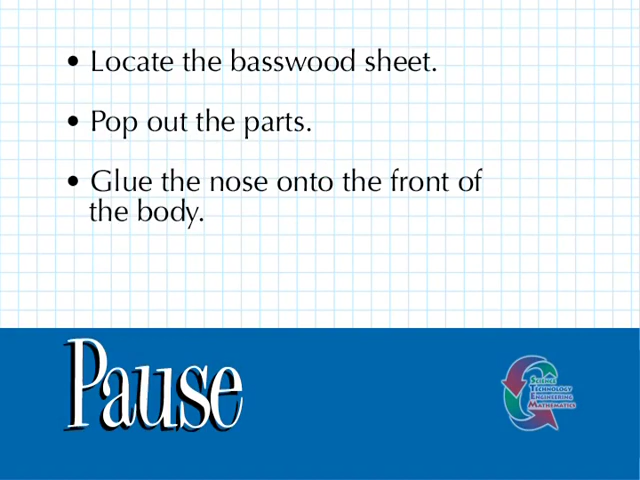 • Locate the basswood sheet.
• Pop out the parts.
• Glue the nose onto the front of
the body.
Pause
Science
Technology
Engineering
Mathematics